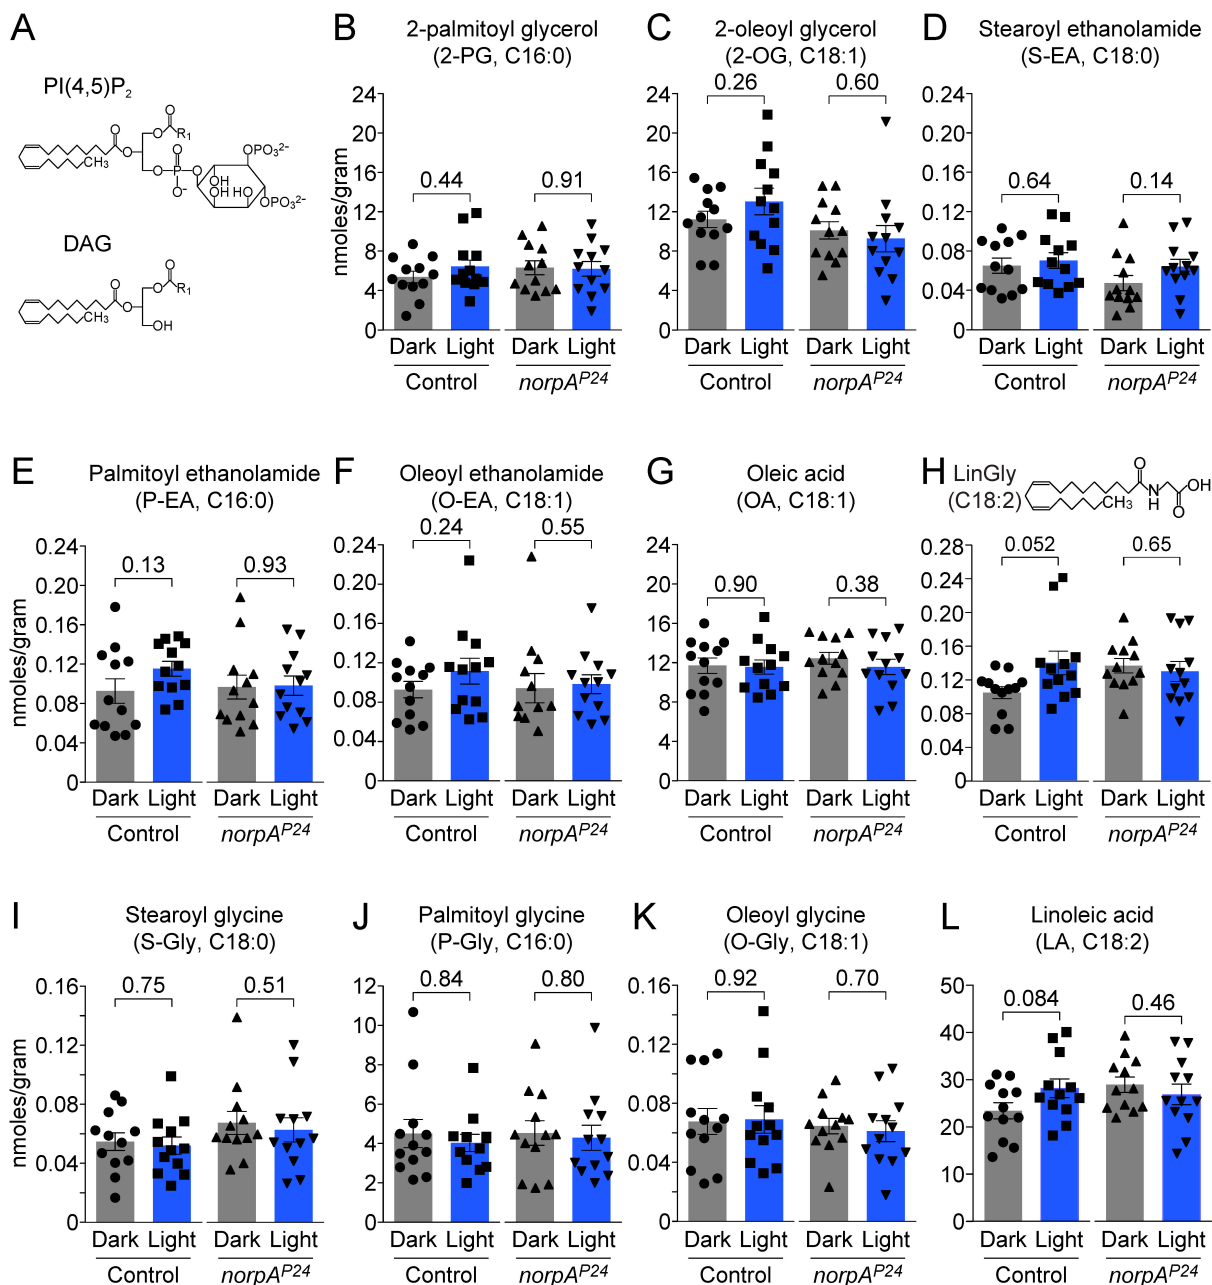 A
PI(4,5)P2
O
O
R1
O
O
CH3
O
O
P
O
O-
OPO3 2-
OH
OH
HO
OPO3 2-
DAG
O
O
R1
O
O
CH3
OH
B
2-palmitoyl glycerol
(2-PG, C16:0)
nmoles/gram
24
20
16
12
8
4
0
0.44
0.91
Dark Light Dark Light
Control norpAP24
C
2-oleoyl glycerol
(2-OG, C18:1)
24
20
16
12
8
4
0
0.26
0.60
Dark Light Dark Light
Control norpAP24
D
Stearoyl ethanolamide
(S-EA, C18:0)
0.24
0.20
0.16
0.12
0.08
0.04
0
0.64
0.14
Dark Light Dark Light
Control norpAP24
E
Palmitoyl ethanolamide
(P-EA, C16:0)
nmoles/gram
0.24
0.20
0.16
0.12
0.08
0.04
0
0.13
0.93
Dark Light Dark Light
Control norpAP24
F
Oleoyl ethanolamide
(O-EA, C18:1)
0.24
0.20
0.16
0.12
0.08
0.04
0
0.24
0.55
Dark Light Dark Light
Control norpAP24
G
Oleic acid
(OA, C18:1)
24
20
16
12
8
4
0
0.90
0.38
Dark Light Dark Light
Control norpAP24
H
LinGly
(C18:2)
O
N
H
OH
O
CH3
0.28
0.24
0.20
0.16
0.12
0.08
0.04
0
0.052
0.65
Dark Light Dark Light
Control norpAP24
I
Stearoyl glycine
(S-Gly, C18:0)
nmoles/gram
0.16
0.12
0.08
0.04
0
0.75
0.51
Dark Light Dark Light
Control norpAP24
J
Palmitoyl glycine
(P-Gly, C16:0)
12
10
8
6
4
2
0
0.84
0.80
Dark Light Dark Light
Control norpAP24
K
Oleoyl glycine
(O-Gly, C18:1)
0.16
0.12
0.08
0.04
0
0.92
0.70
Dark Light Dark Light
Control norpAP24
L
Linoleic acid
(LA, C18:2)
50
40
30
20
10
0
0.084
0.46
Dark Light Dark Light
Control norpAP24